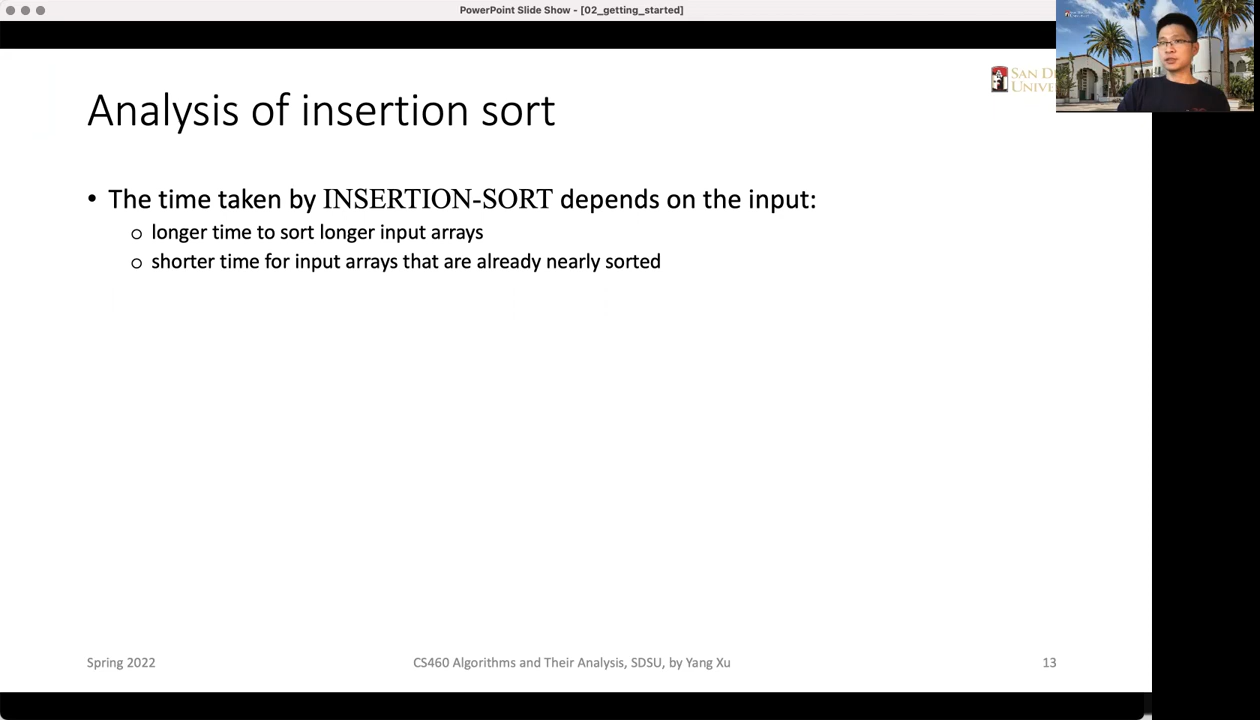 PowerPoint Slide Show - [02_getting_started]
SAN D
UNIVE
Analysis of insertion sort
• The time taken by INSERTION-SORT depends on the input:
o longer time to sort longer input arrays
o shorter time for input arrays that are already nearly sorted
Spring 2022
CS460 Algorithms and Their Analysis, SDSU, by Yang Xu
13